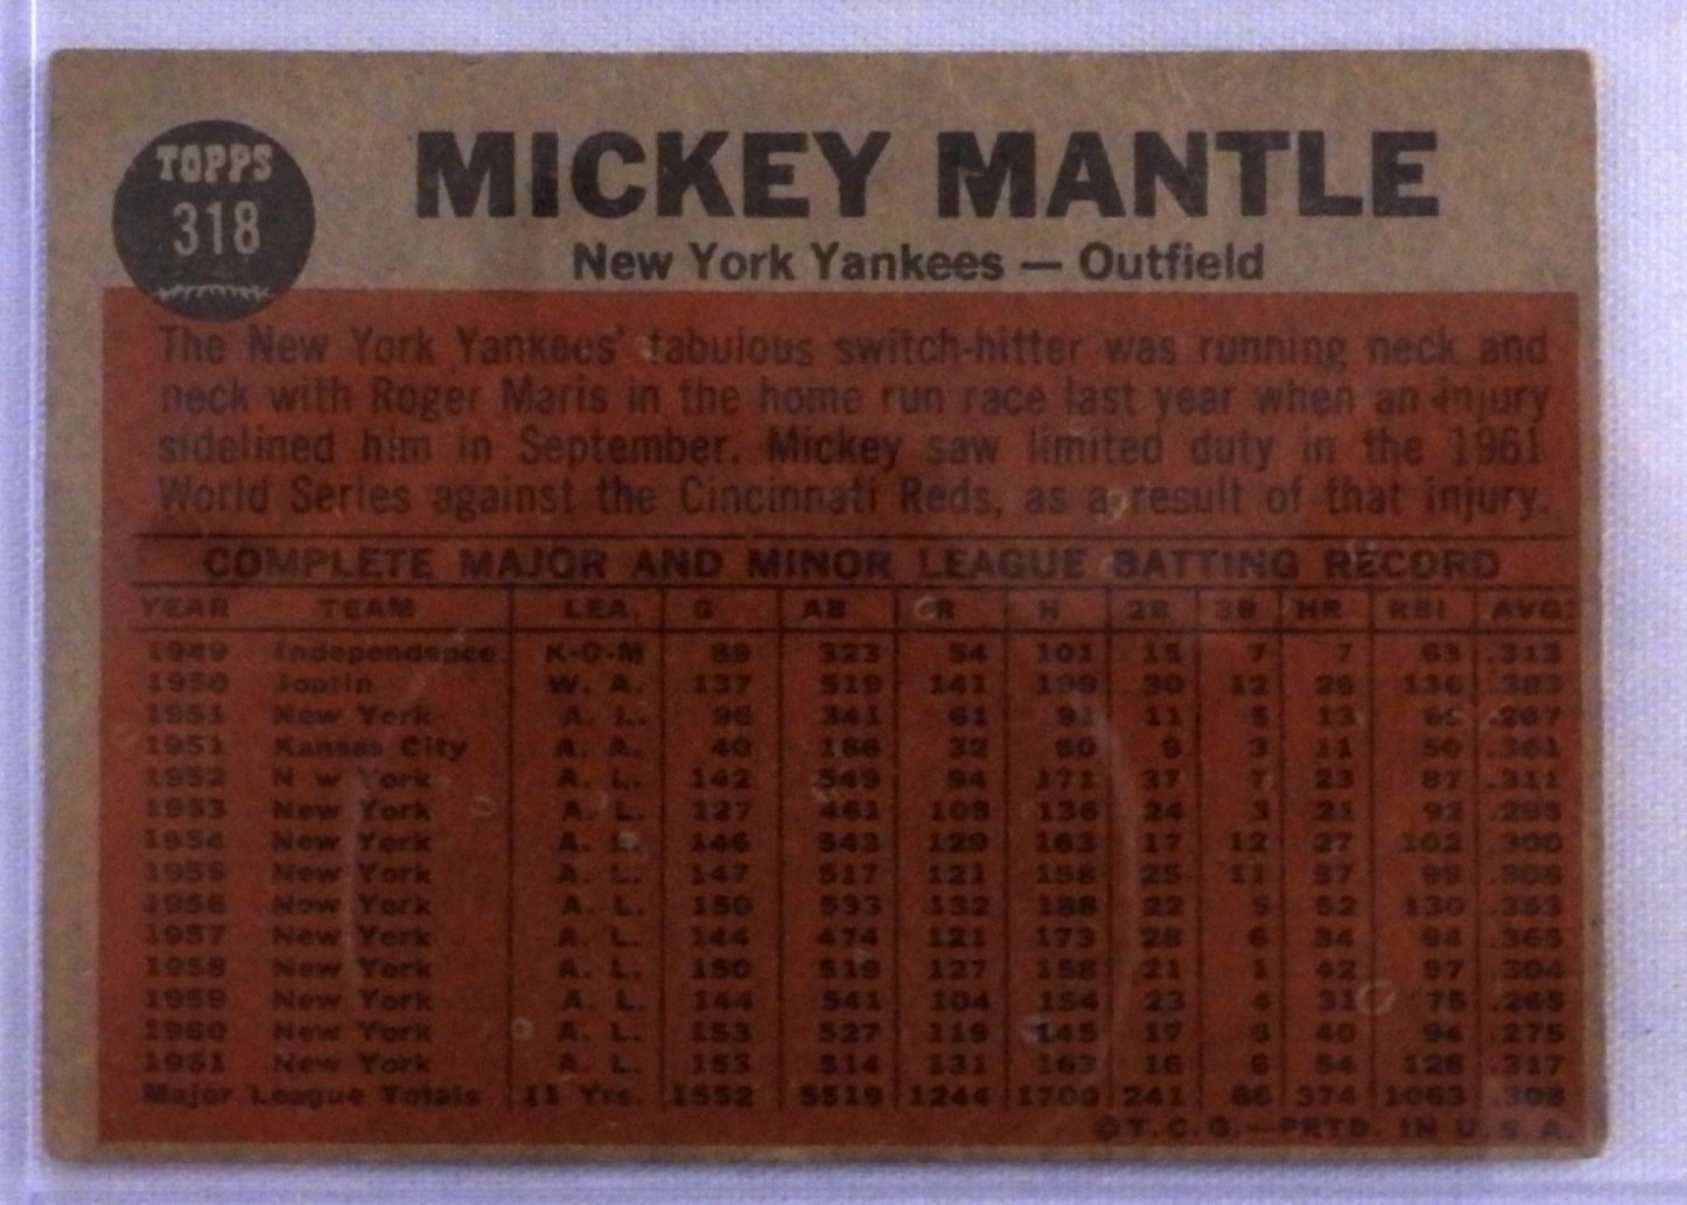 TOPPS
318
MICKEY MANTLE
New York Yankees — Outfield
The New York Yankees' fabulous switch-hitter was running neck and
neck with Roger Maris in the home run race last year when an injury
sidelined him in September. Mickey saw limited duty in the 1961
World Series against the Cincinnati Reds, as a result of that injury.
COMPLETE MAJOR AND MINOR LEAGUE BATTING RECORD
YEAR TEAM LEA. G AB R H 2B 3B HR RBI AVG.
1949 Independence K-O-M 89 323 54 101 15 7 7 63 .313
1950 Joplin W. A. 137 519 141 199 30 12 26 136 .383
1951 New York A. L. 96 341 61 91 11 5 13 65 .267
1951 Kansas City A. A. 40 166 32 60 9 3 11 50 .361
1952 N w York A. L. 142 549 94 171 37 7 23 87 .311
1953 New York A. L. 127 461 105 136 24 3 21 92 .295
1954 New York A. L. 146 543 129 163 17 12 27 102 .300
1955 New York A. L. 147 517 121 158 25 11 37 99 .306
1956 New York A. L. 150 533 132 188 22 5 52 130 .353
1957 New York A. L. 144 474 121 173 28 6 34 94 .365
1958 New York A. L. 150 519 127 158 21 1 42 97 .304
1959 New York A. L. 144 541 104 154 23 4 31 75 .285
1960 New York A. L. 153 527 119 145 17 6 40 94 .275
1961 New York A. L. 153 514 131 163 16 6 54 128 .317
Major League Totals 11 Yrs. 1552 5519 1244 1700 241 66 374 1063 .308
©T.C.G.—PRTD. IN U.S.A.